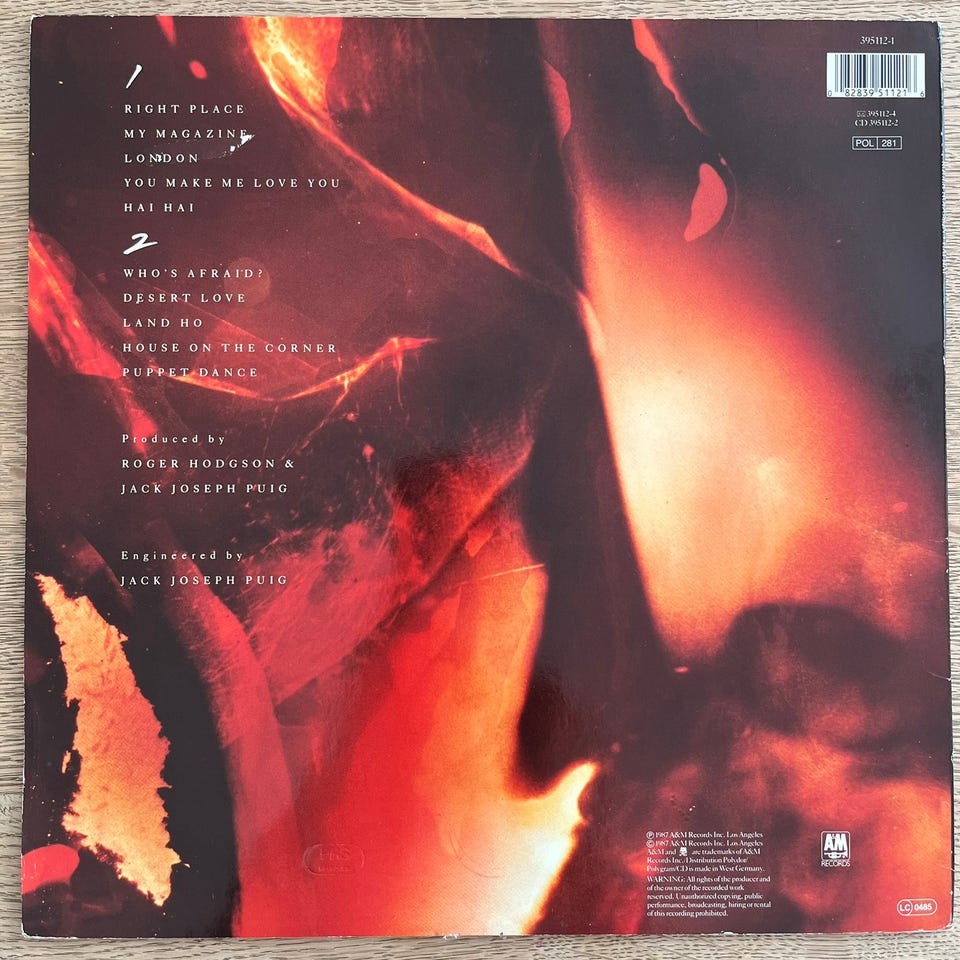 1
RIGHT PLACE
MY MAGAZINE
LONDON
YOU MAKE ME LOVE YOU
HAI HAI
2
WHO'S AFRAID?
DESERT LOVE
LAND HO
HOUSE ON THE CORNER
PUPPET DANCE
Produced by
ROGER HODGSON &
JACK JOSEPH PUIG
Engineered by
JACK JOSEPH PUIG
395112-1
0 82839 51121 6
395112-4
CD 395112-2
POL 281
℗ 1987 A&M Records Inc. Los Angeles
© 1987 A&M Records Inc. Los Angeles
A&M and are trademarks of A&M
Records Inc./Distribution Polydor/
Polygram/CD is made in West Germany.
WARNING: All rights of the producer and
of the owner of the recorded work
reserved. Unauthorized copying, public
performance, broadcasting, hiring or rental
of this recording prohibited.
A&M
RECORDS
LC 0485